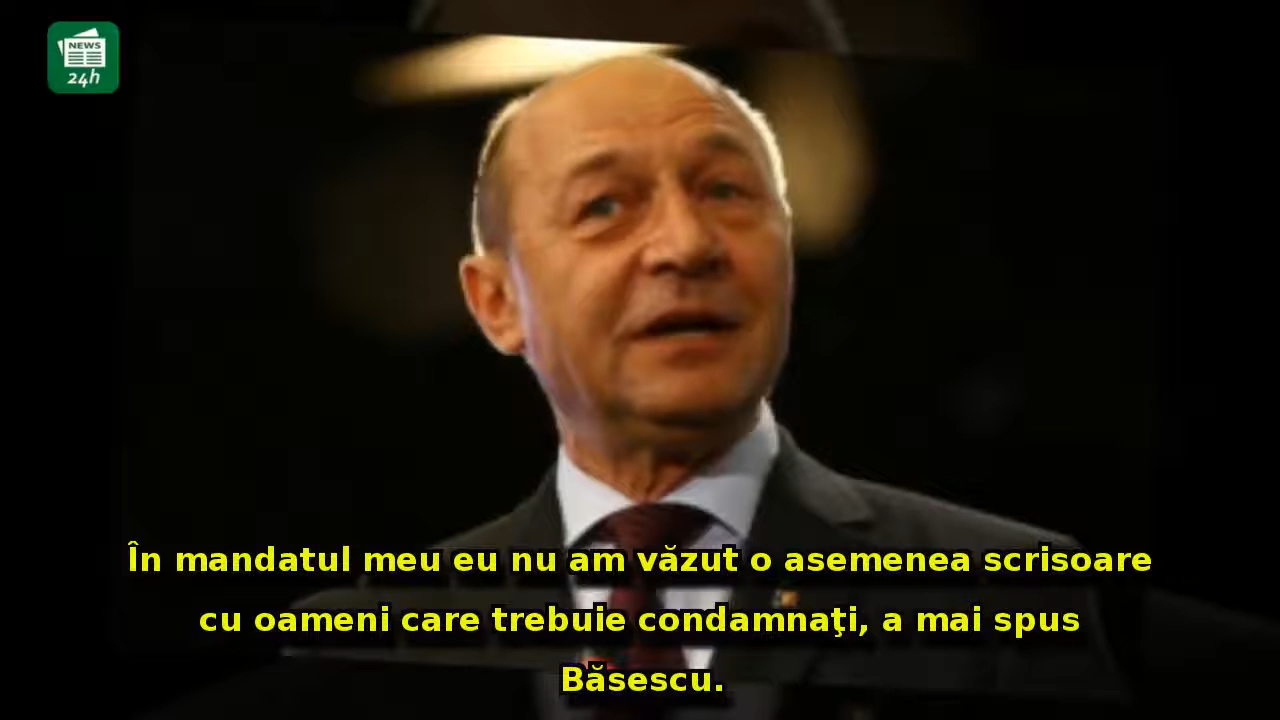 NEWS
24h
În mandatul meu eu nu am văzut o asemenea scrisoare
cu oameni care trebuie condamnaţi, a mai spus
Băsescu.